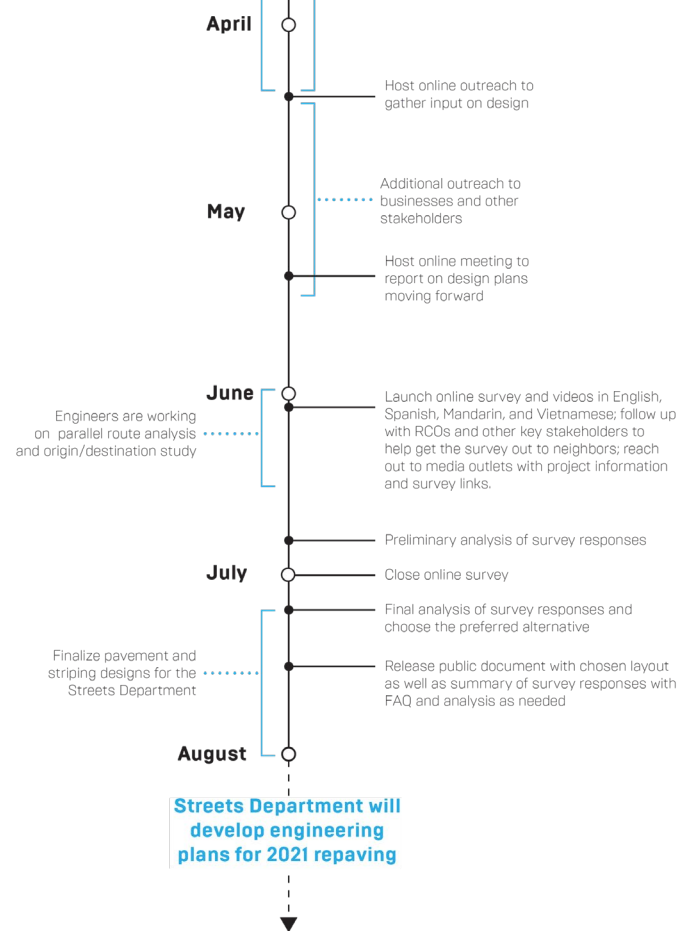 April
Host online outreach to
gather input on design
Additional outreach to
businesses and other
stakeholders
May
Host online meeting to
report on design plans
moving forward
June
Launch online survey and videos in English,
Spanish, Mandarin, and Vietnamese; follow up
with RCOs and other key stakeholders to
help get the survey out to neighbors; reach
out to media outlets with project information
and survey links.
Engineers are working
on parallel route analysis
and origin/destination study
Preliminary analysis of survey responses
July
Close online survey
Final analysis of survey responses and
choose the preferred alternative
Finalize pavement and
striping designs for the
Streets Department
Release public document with chosen layout
as well as summary of survey responses with
FAQ and analysis as needed
August
Streets Department will
develop engineering
plans for 2021 repaving